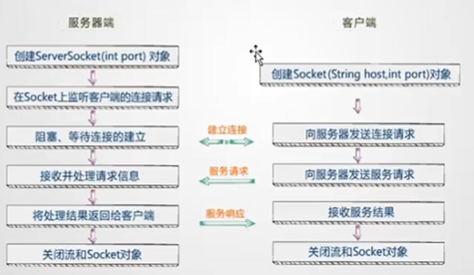 服务器端
客户端
创建ServerSocket(int port) 对象
创建Socket(String host,int port)对象
在Socket上监听客户端的连接请求
阻塞、等待连接的建立
建立连接
向服务器发送连接请求
接收并处理请求信息
服务请求
向服务器发送服务请求
将处理结果返回给客户端
服务响应
接收服务结果
关闭流和Socket对象
关闭流和Socket对象